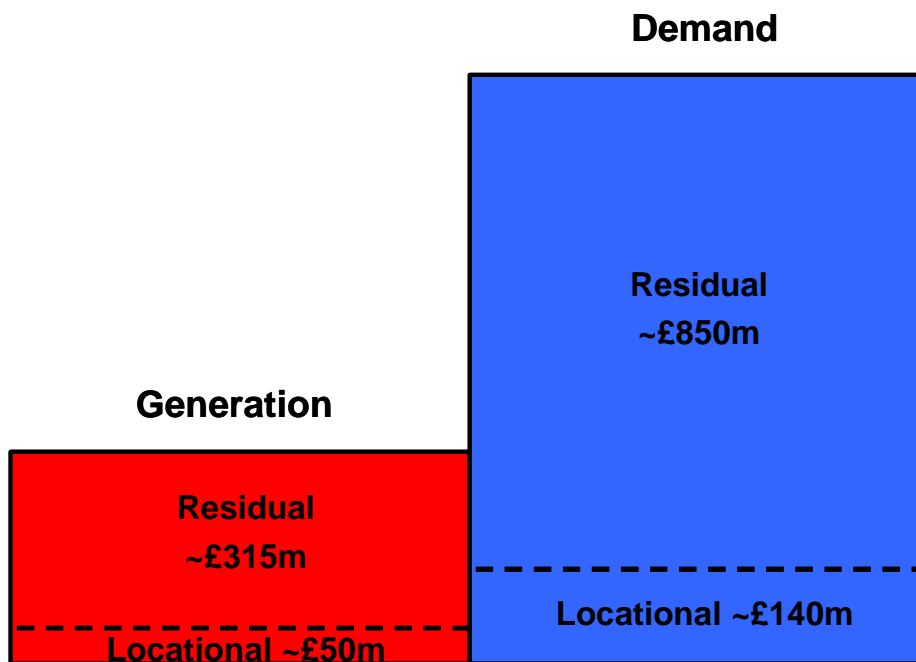 Demand
Residual
~£850m
Generation
Residual
~£315m
Locational ~£140m
Locational ~£50m